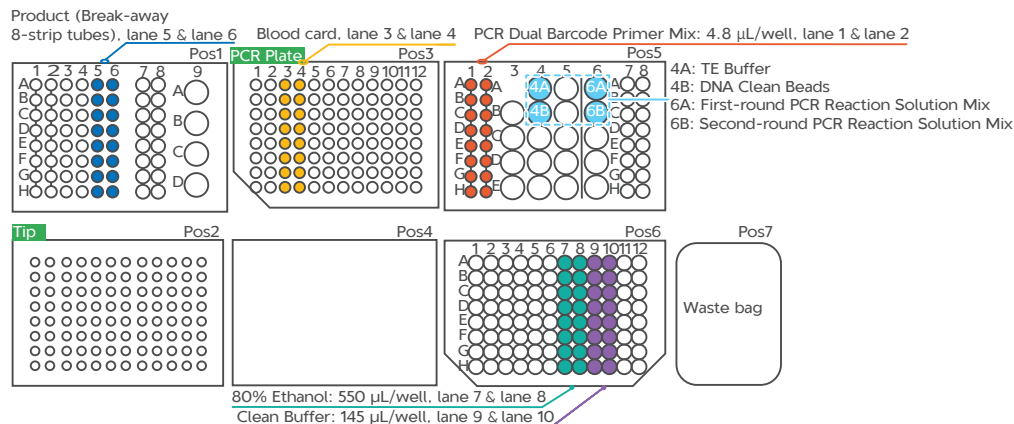 Product (Break-away
8-strip tubes), lane 5 & lane 6
Blood card, lane 3 & lane 4
PCR Dual Barcode Primer Mix: 4.8 µL/well, lane 1 & lane 2
Pos1
PCR Plate
Pos3
Pos5
1 2 3 4 5 6 7 8 9
A
B
C
D
E
F
G
H
A
B
C
D
1 2 3 4 5 6 7 8 9 10 11 12
A
B
C
D
E
F
G
H
1 2 3 4 5 6 7 8
A
B
C
D
E
F
G
H
A
B
C
D
E
4A
4B
6A
6B
A
B
C
D
E
F
G
H
4A: TE Buffer
4B: DNA Clean Beads
6A: First-round PCR Reaction Solution Mix
6B: Second-round PCR Reaction Solution Mix
Tip
Pos2
Pos4
Pos6
Pos7
1 2 3 4 5 6 7 8 9 10 11 12
A
B
C
D
E
F
G
H
Waste bag
80% Ethanol: 550 µL/well, lane 7 & lane 8
Clean Buffer: 145 µL/well, lane 9 & lane 10